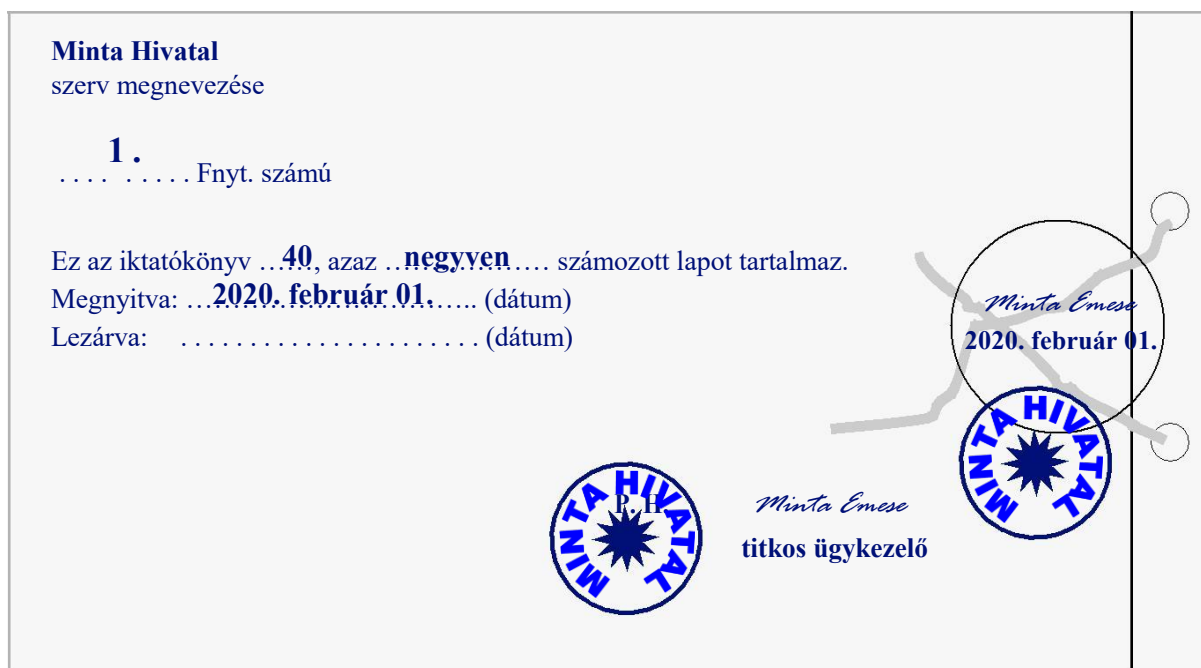 Minta Hivatal
szerv megnevezése
1 .
. . . . . . . . . Fnyt. számú
Ez az iktatókönyv …40…, azaz …negyven…… számozott lapot tartalmaz.
Megnyitva: …2020. február 01.….. (dátum)
Lezárva: . . . . . . . . . . . . . . . . . . . . . . (dátum)
Minta Emese
2020. február 01.
MINTA HIVATAL
MINTA HIVATAL
P. H
Minta Emese
titkos ügykezelő